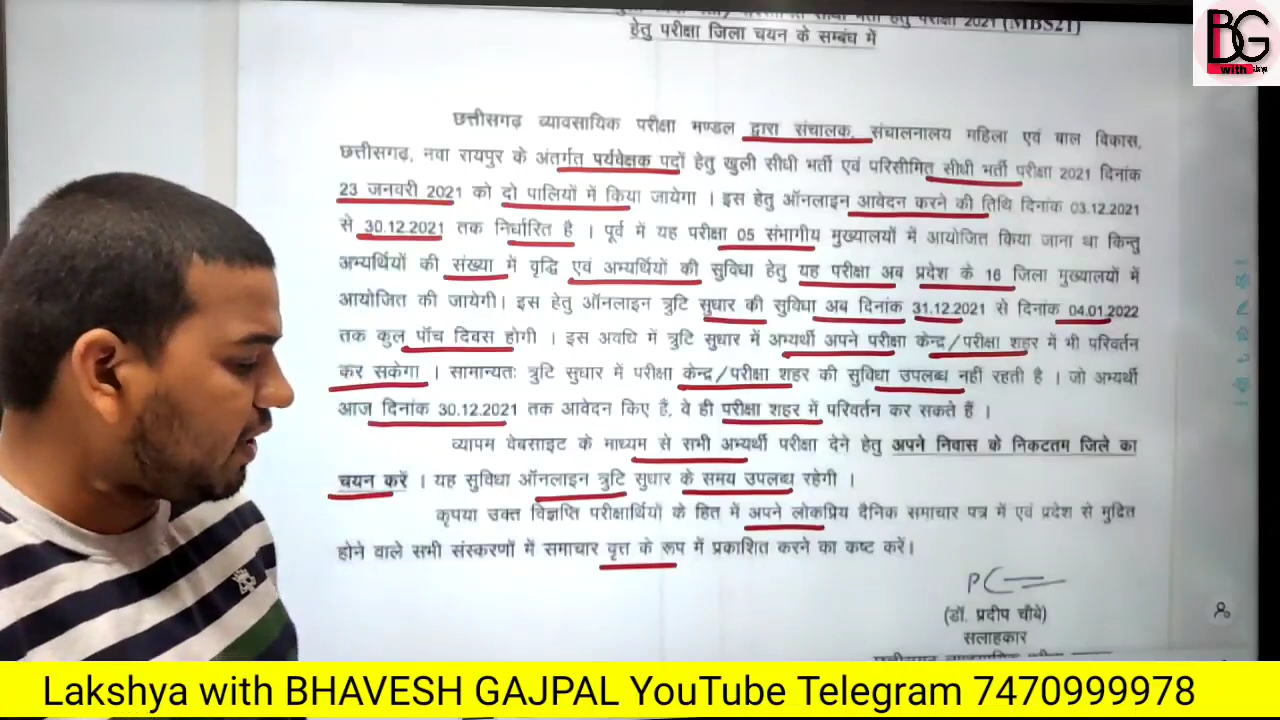 हेतु परीक्षा 2021 (MBS21)
हेतु परीक्षा जिला चयन के सम्बंध में
BG
with
छत्तीसगढ़ व्यावसायिक परीक्षा मण्डल द्वारा संचालक, संचालनालय महिला एवं बाल विकास,
छत्तीसगढ़, नवा रायपुर के अंतर्गत पर्यवेक्षक पदों हेतु खुली सीधी भर्ती एवं परिसीमित सीधी भर्ती परीक्षा 2021 दिनांक
23 जनवरी 2021 को दो पालियों में किया जायेगा । इस हेतु ऑनलाइन आवेदन करने की तिथि दिनांक 03.12.2021
से 30.12.2021 तक निर्धारित है । पूर्व में यह परीक्षा 05 संभागीय मुख्यालयों में आयोजित किया जाना था किन्तु
अभ्यर्थियों की संख्या में वृद्धि एवं अभ्यर्थियों की सुविधा हेतु यह परीक्षा अब प्रदेश के 16 जिला मुख्यालयों में
आयोजित की जायेगी। इस हेतु ऑनलाइन त्रुटि सुधार की सुविधा अब दिनांक 31.12.2021 से दिनांक 04.01.2022
तक कुल पॉंच दिवस होगी । इस अवधि में त्रुटि सुधार में अभ्यर्थी अपने परीक्षा केन्द्र/परीक्षा शहर में भी परिवर्तन
कर सकेगा । सामान्यतः त्रुटि सुधार में परीक्षा केन्द्र/परीक्षा शहर की सुविधा उपलब्ध नहीं रहती है । जो अभ्यर्थी
आज दिनांक 30.12.2021 तक आवेदन किए हैं, वे ही परीक्षा शहर में परिवर्तन कर सकते हैं ।
व्यापम वेबसाइट के माध्यम से सभी अभ्यर्थी परीक्षा देने हेतु अपने निवास के निकटतम जिले का
चयन करें । यह सुविधा ऑनलाइन त्रुटि सुधार के समय उपलब्ध रहेगी ।
कृपया उक्त विज्ञप्ति परीक्षार्थियों के हित में अपने लोकप्रिय दैनिक समाचार पत्र में एवं प्रदेश से मुद्रित
होने वाले सभी संस्करणों में समाचार वृत्त के रूप में प्रकाशित करने का कष्ट करें।
(डॉ. प्रदीप चौबे)
सलाहकार
Lakshya with BHAVESH GAJPAL YouTube Telegram 7470999978